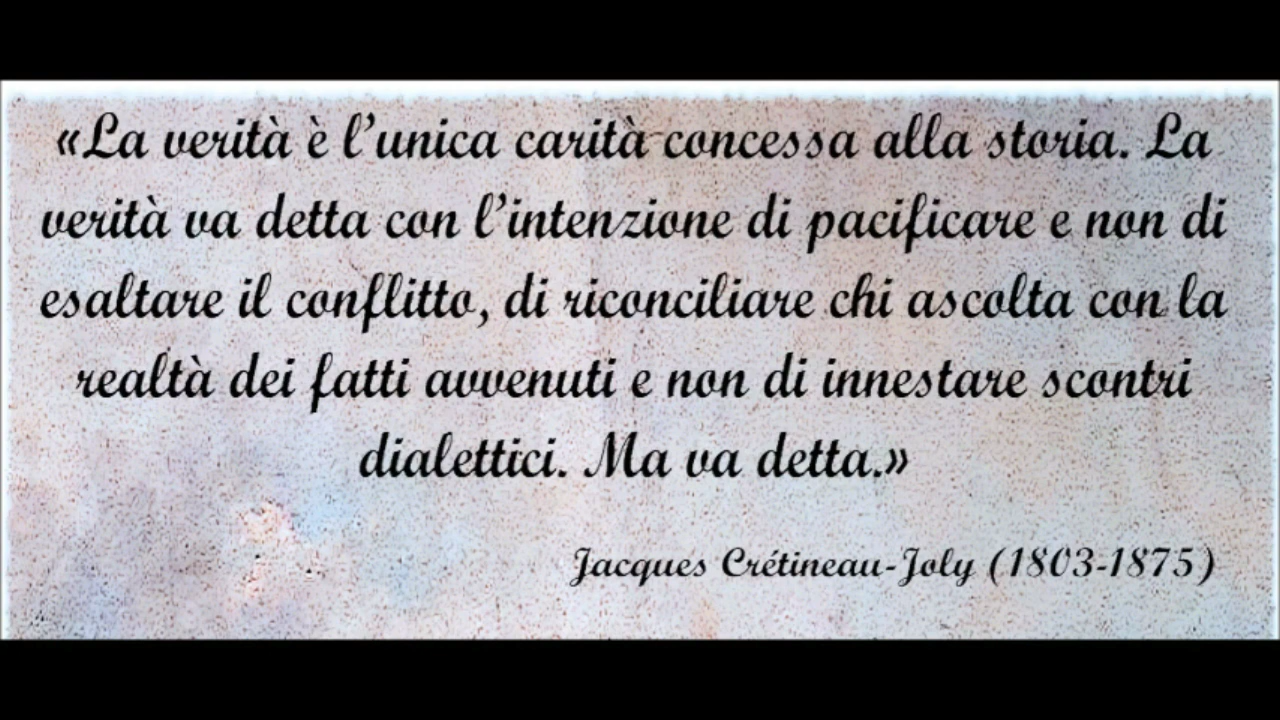 «La verità è l’unica carità concessa alla storia. La
verità va detta con l’intenzione di pacificare e non di
esaltare il conflitto, di riconciliare chi ascolta con la
realtà dei fatti avvenuti e non di innestare scontri
dialettici. Ma va detta.»
Jacques Crétineau-Joly (1803-1875)